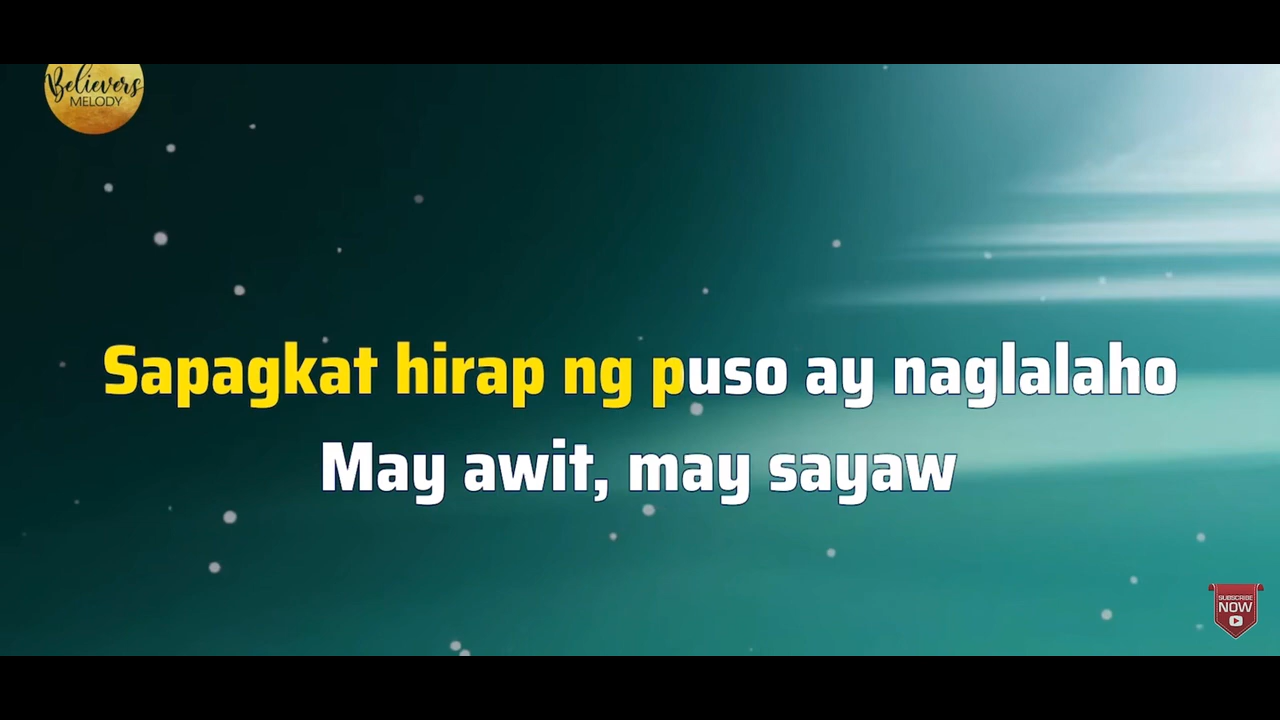 Believers
MELODY
Sapagkat hirap ng puso ay naglalaho
May awit, may sayaw
SUBSCRIBE
NOW